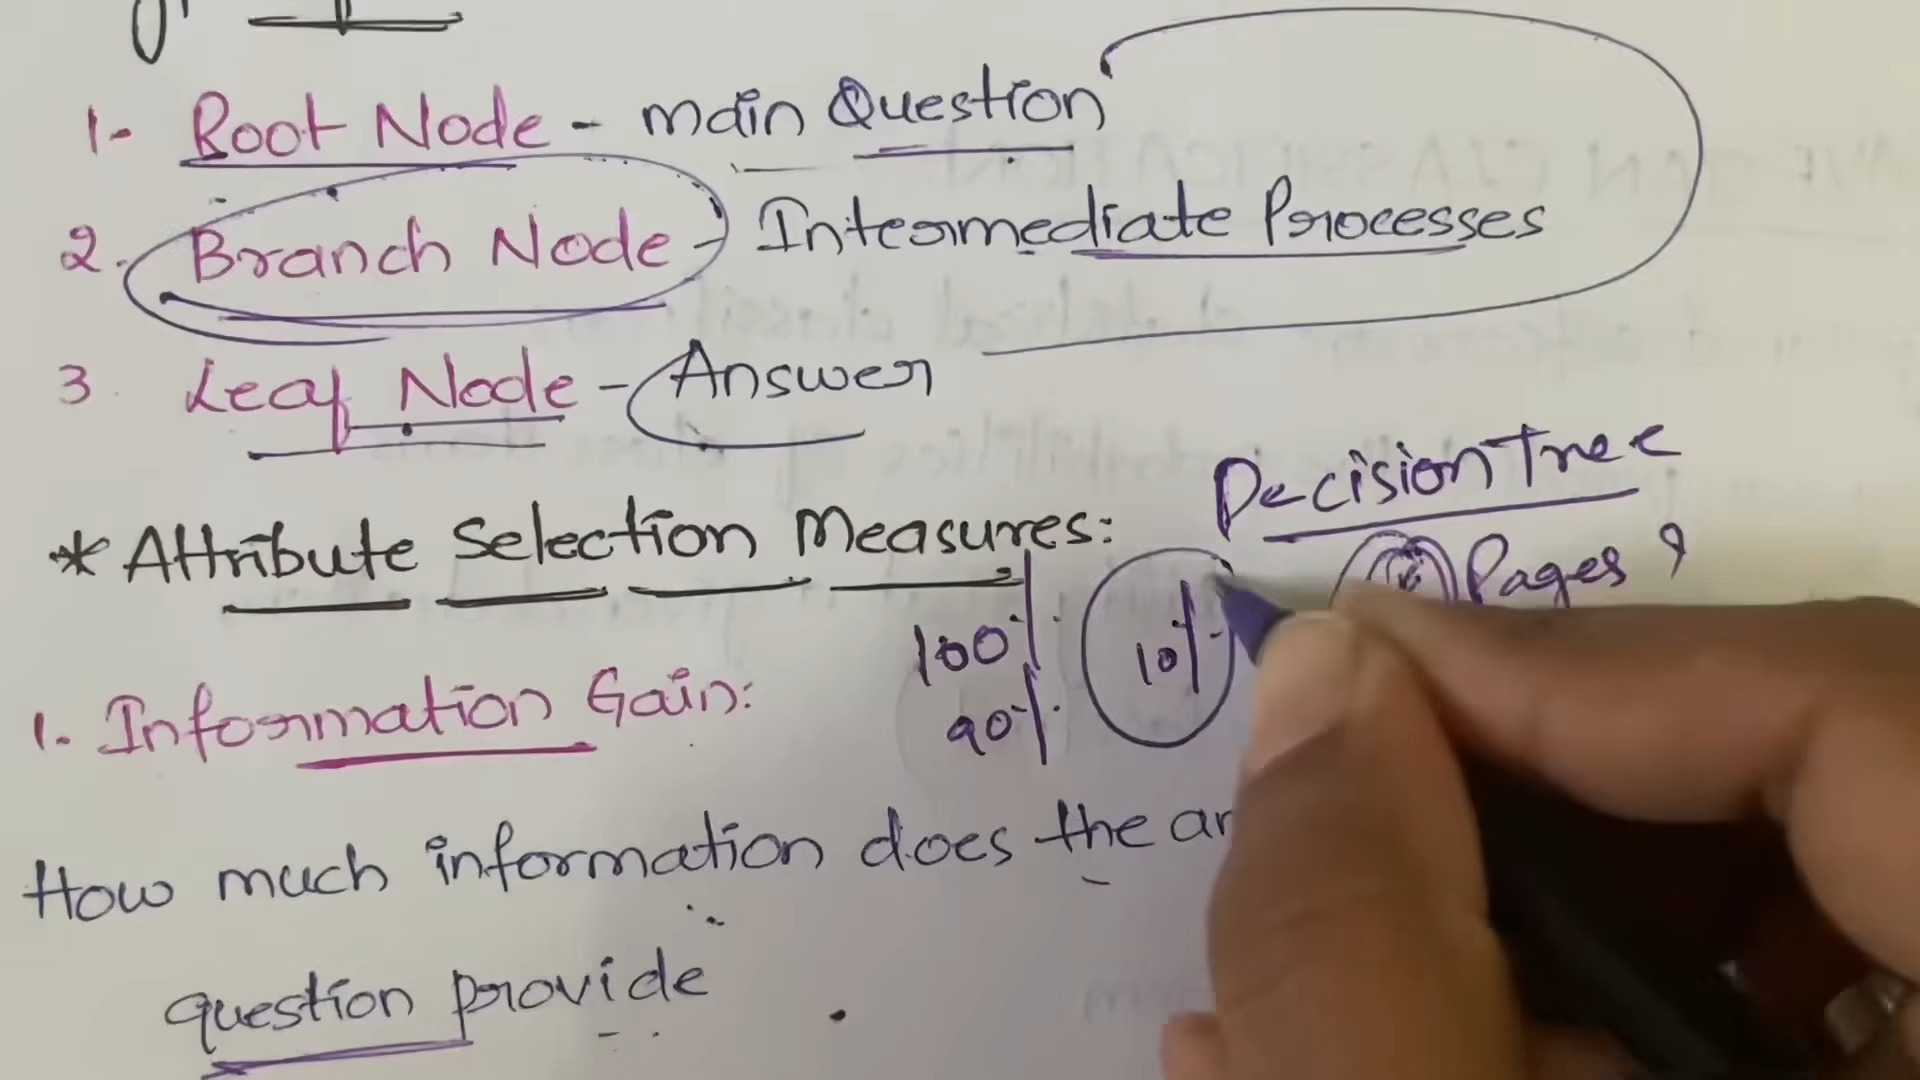 1- Root Node - main Question
2. Branch Node - Intermediate Processes
3 Leaf Node - Answer
Decision Tree
* Attribute Selection Measures:
Pages ?
100%
10%
1. Information Gain:
90%
How much information does the
question provide